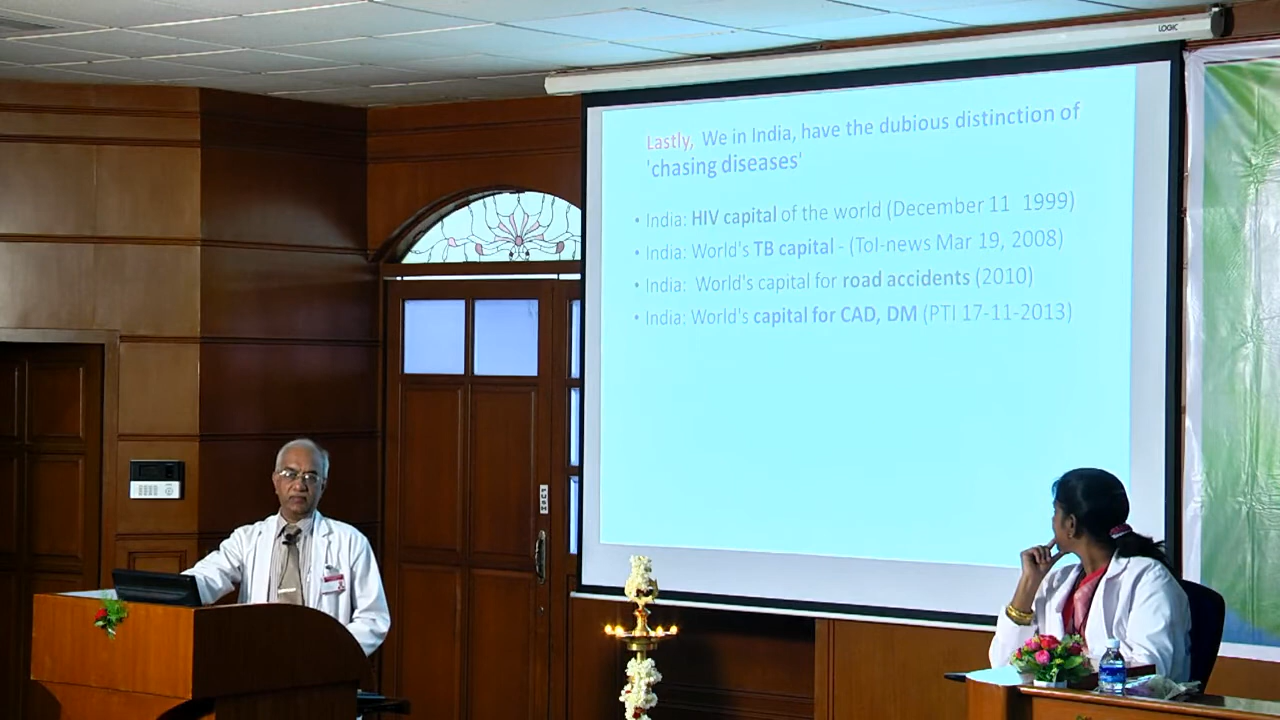 LOGIC
Lastly, We in India, have the dubious distinction of
'chasing diseases'
• India: HIV capital of the world (December 11 1999)
• India: World's TB capital - (ToI-news Mar 19, 2008)
• India: World's capital for road accidents (2010)
• India: World's capital for CAD, DM (PTI 17-11-2013)
PUSH